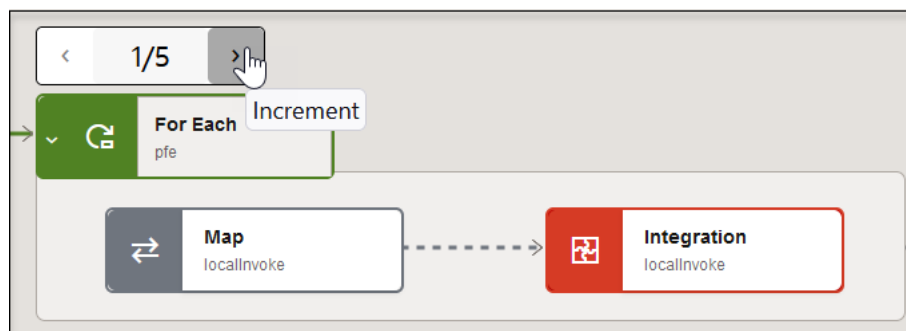 1/5
Increment
For Each
pfe
Map
localInvoke
Integration
localInvoke